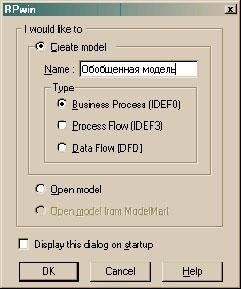 BPwin
I would like to
Create model
Name : Обобщенная модель
Type
Business Process (IDEF0)
Process Flow (IDEF3)
Data Flow (DFD)
Open model
Open model from ModelMart
Display this dialog on startup
OK Cancel Help